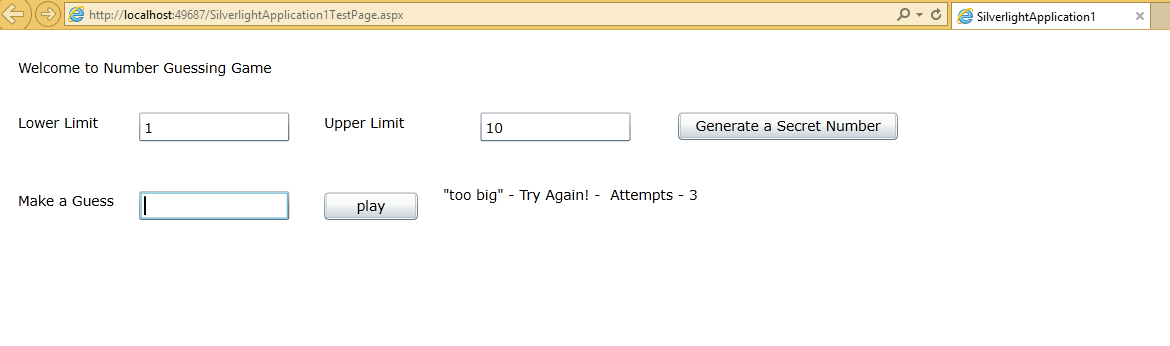 http://localhost:49687/SilverlightApplication1TestPage.aspx
SilverlightApplication1
Welcome to Number Guessing Game
Lower Limit 1 Upper Limit 10 Generate a Secret Number
Make a Guess play "too big" - Try Again! - Attempts - 3